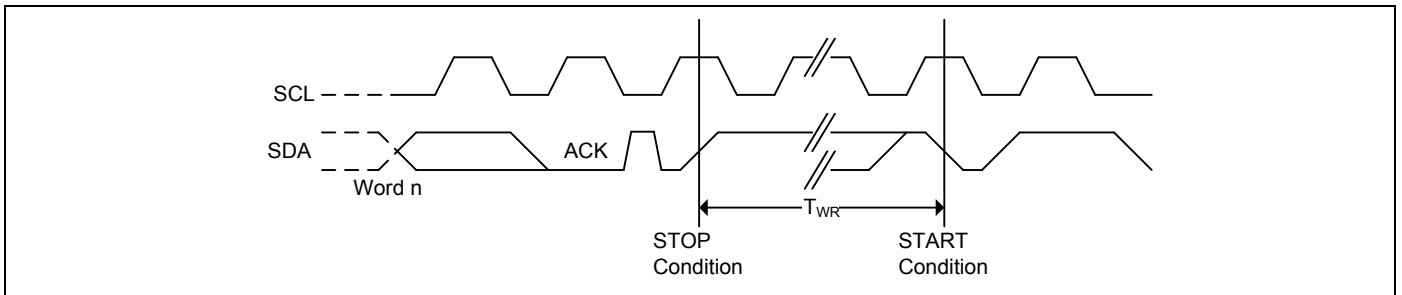 SCL
SDA
ACK
Word n
TWR
STOP
Condition
START
Condition